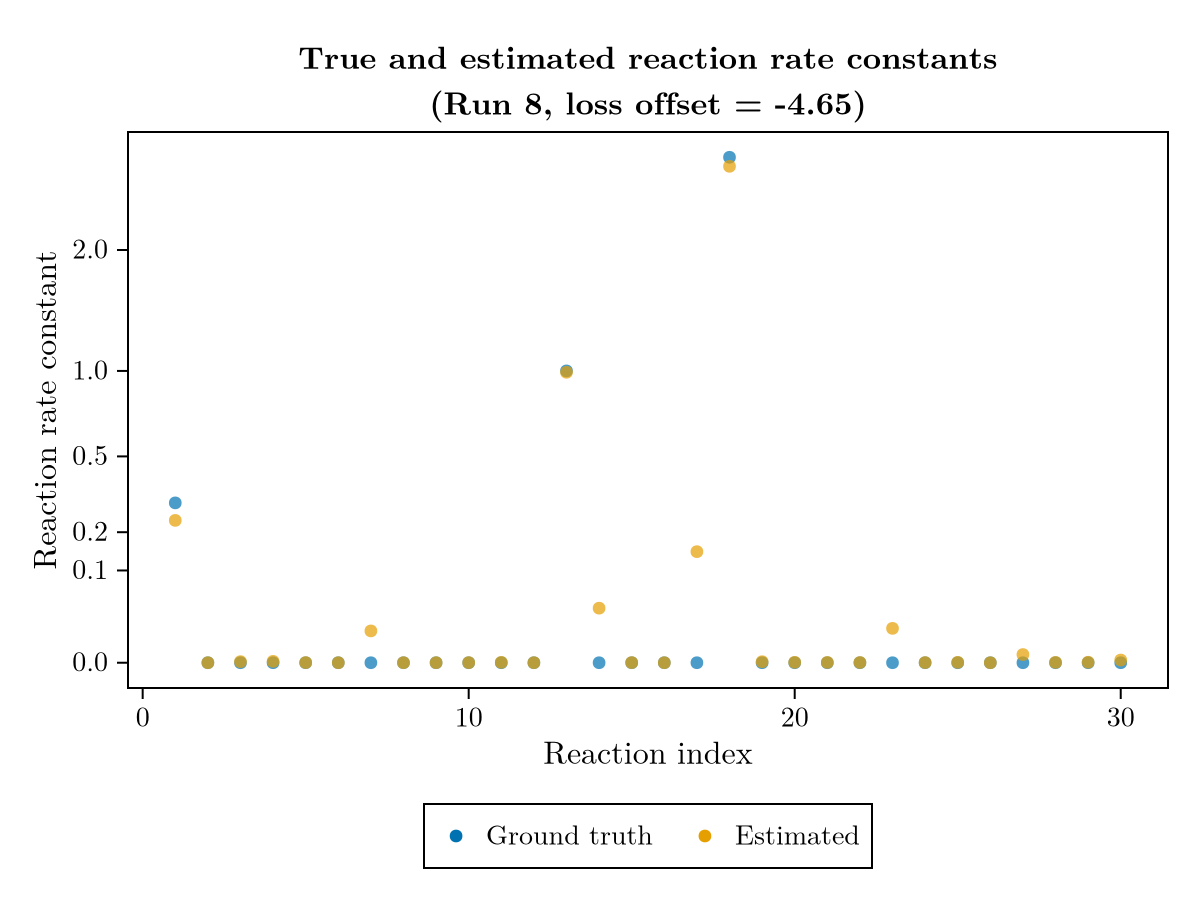 True and estimated reaction rate constants
(Run 8, loss offset = -4.65)
Reaction rate constant
2.0
1.0
0.5
0.2
0.1
0.0
0
10
20
30
Reaction index
Ground truth
Estimated